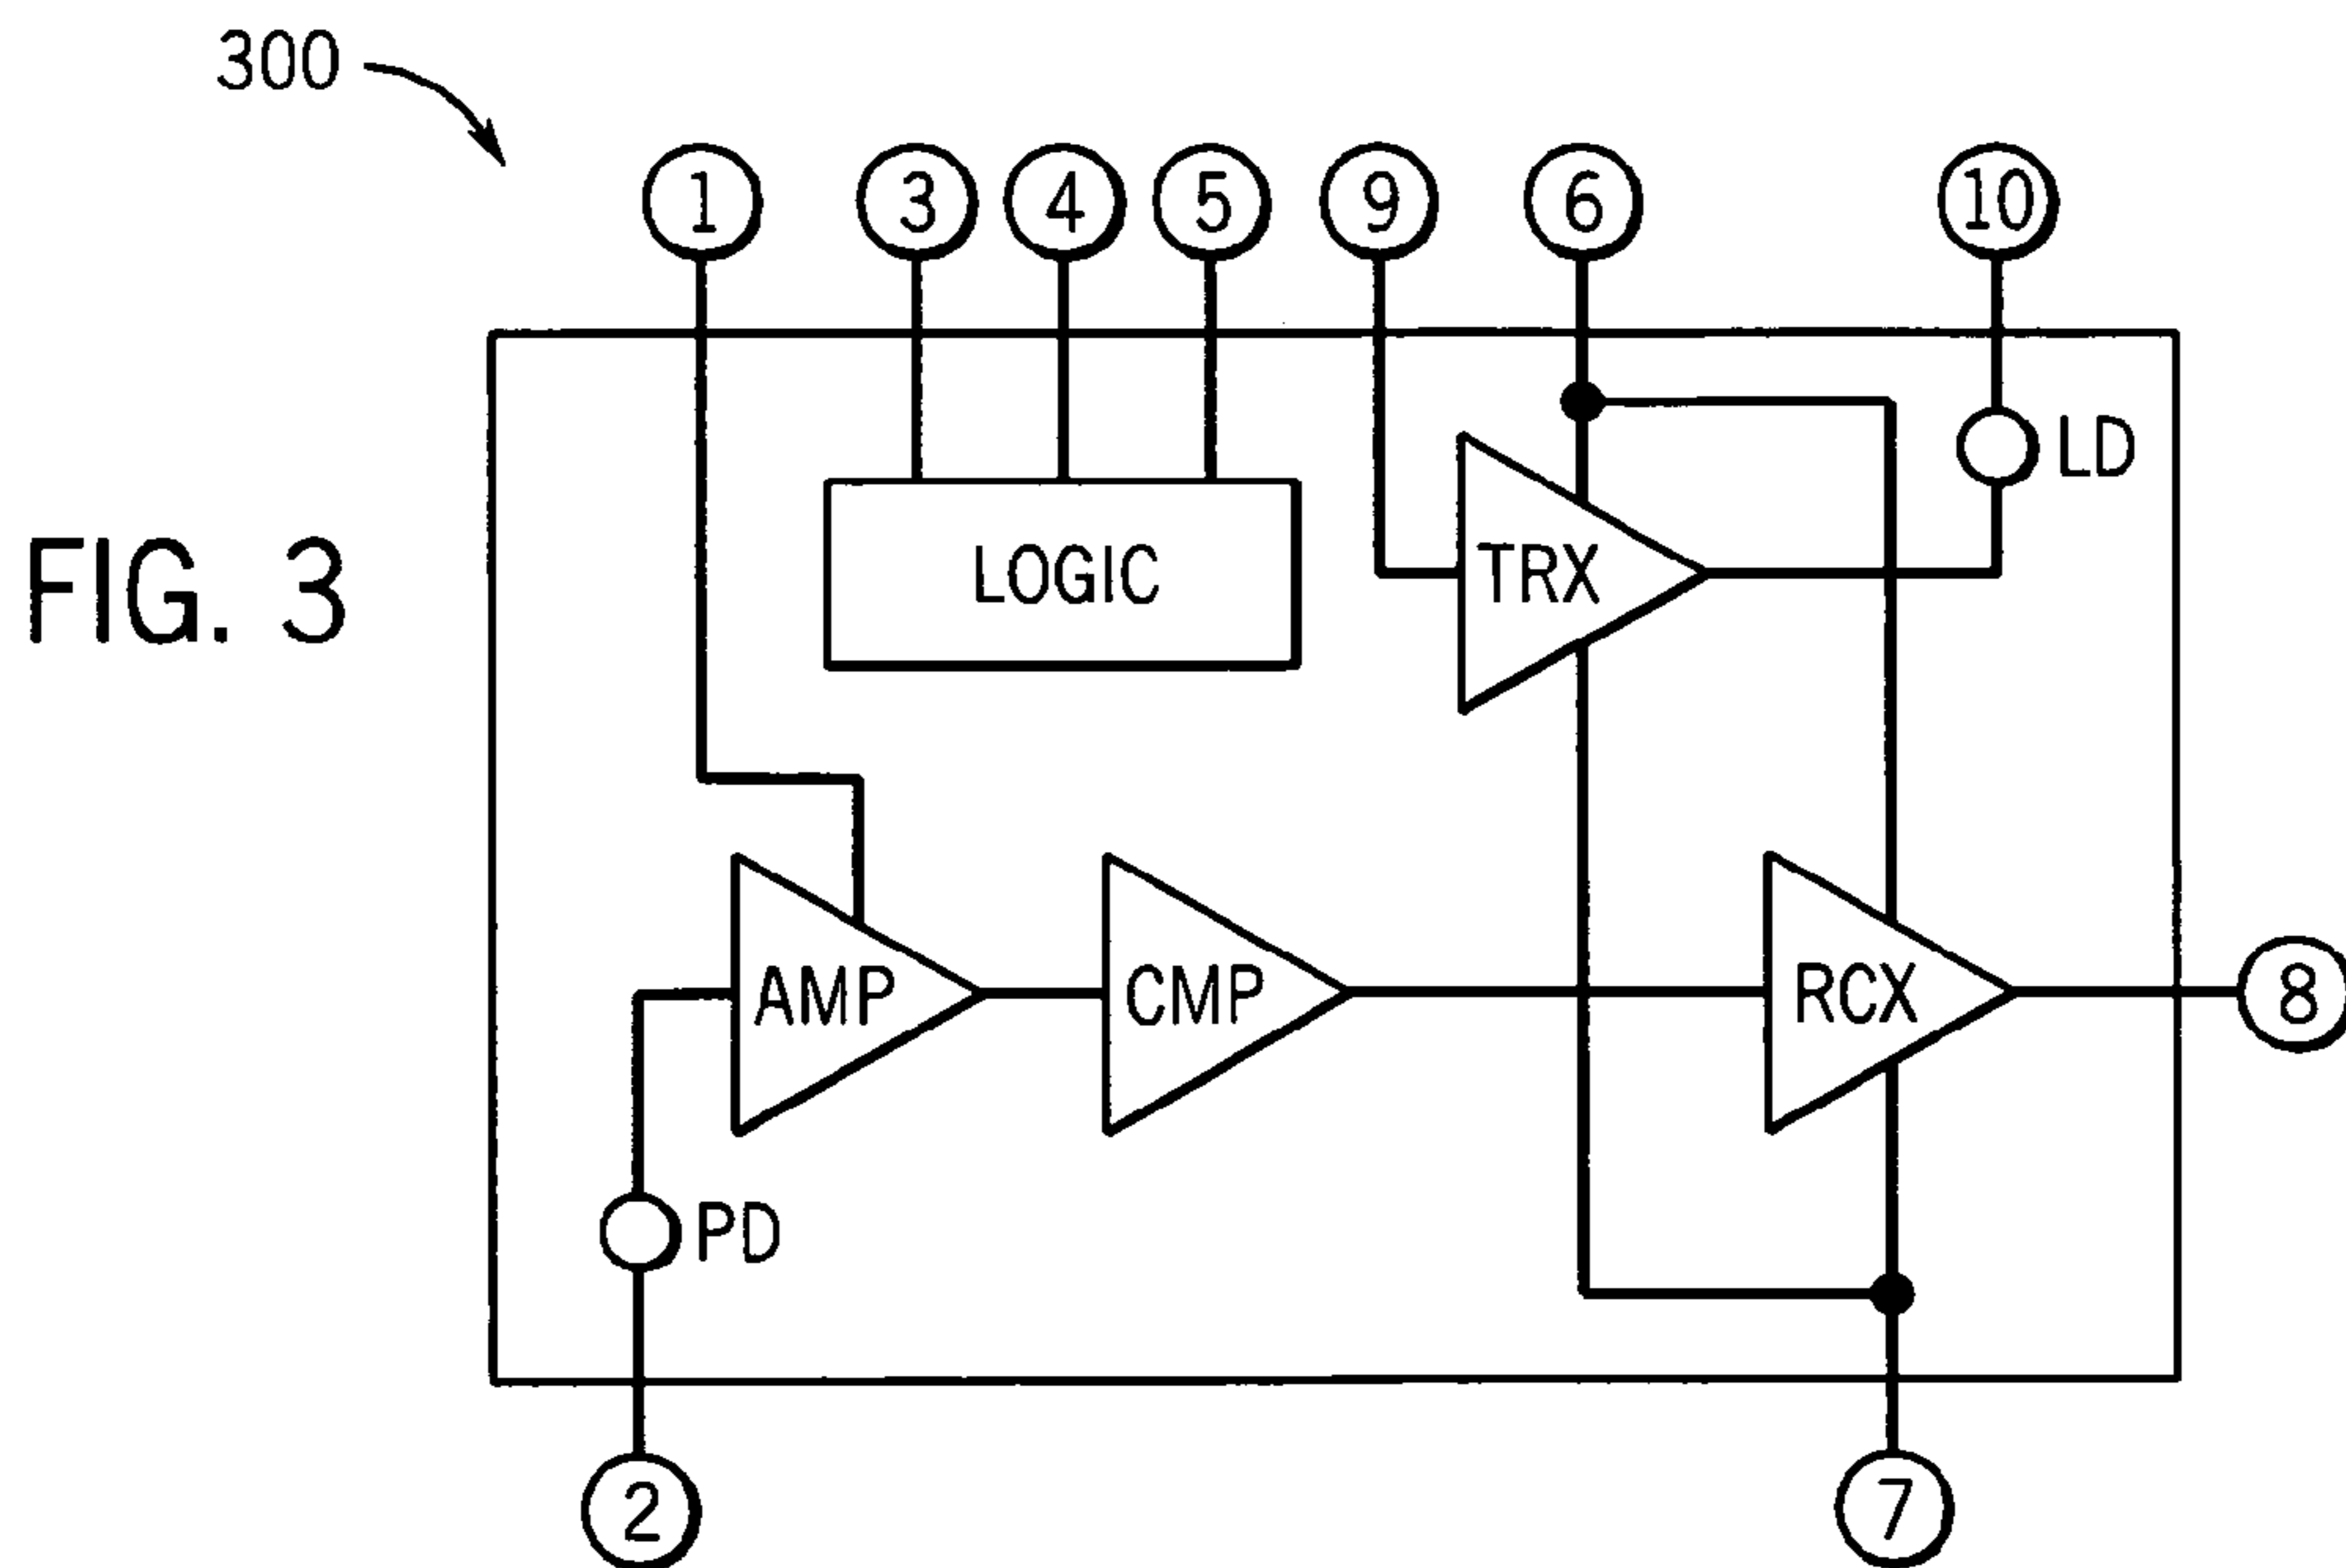 300
1 3 4 5 9 6 10
LD
FIG. 3
LOGIC
TRX
AMP
CMP
RCX
8
PD
2
7